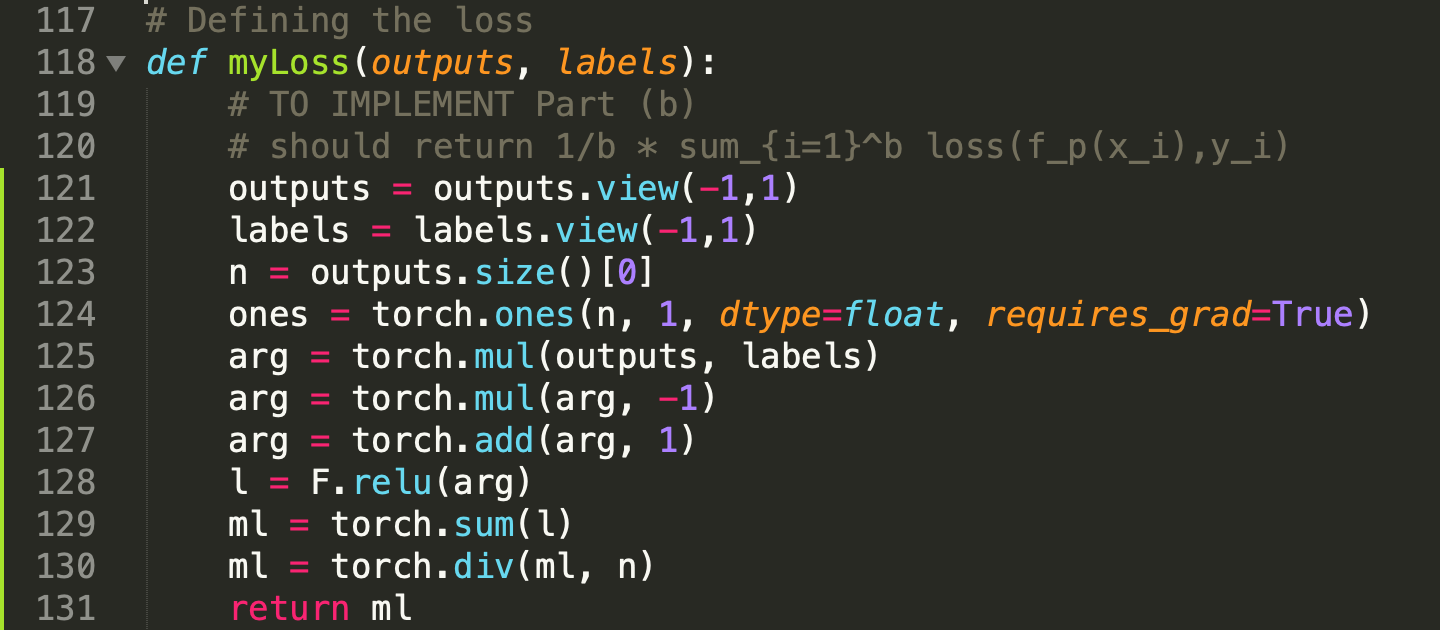 117 # Defining the loss
118 ▼ def myLoss(outputs, labels):
119     # TO IMPLEMENT Part (b)
120     # should return 1/b * sum_{i=1}^b loss(f_p(x_i),y_i)
121     outputs = outputs.view(-1,1)
122     labels = labels.view(-1,1)
123     n = outputs.size()[0]
124     ones = torch.ones(n, 1, dtype=float, requires_grad=True)
125     arg = torch.mul(outputs, labels)
126     arg = torch.mul(arg, -1)
127     arg = torch.add(arg, 1)
128     l = F.relu(arg)
129     ml = torch.sum(l)
130     ml = torch.div(ml, n)
131     return ml